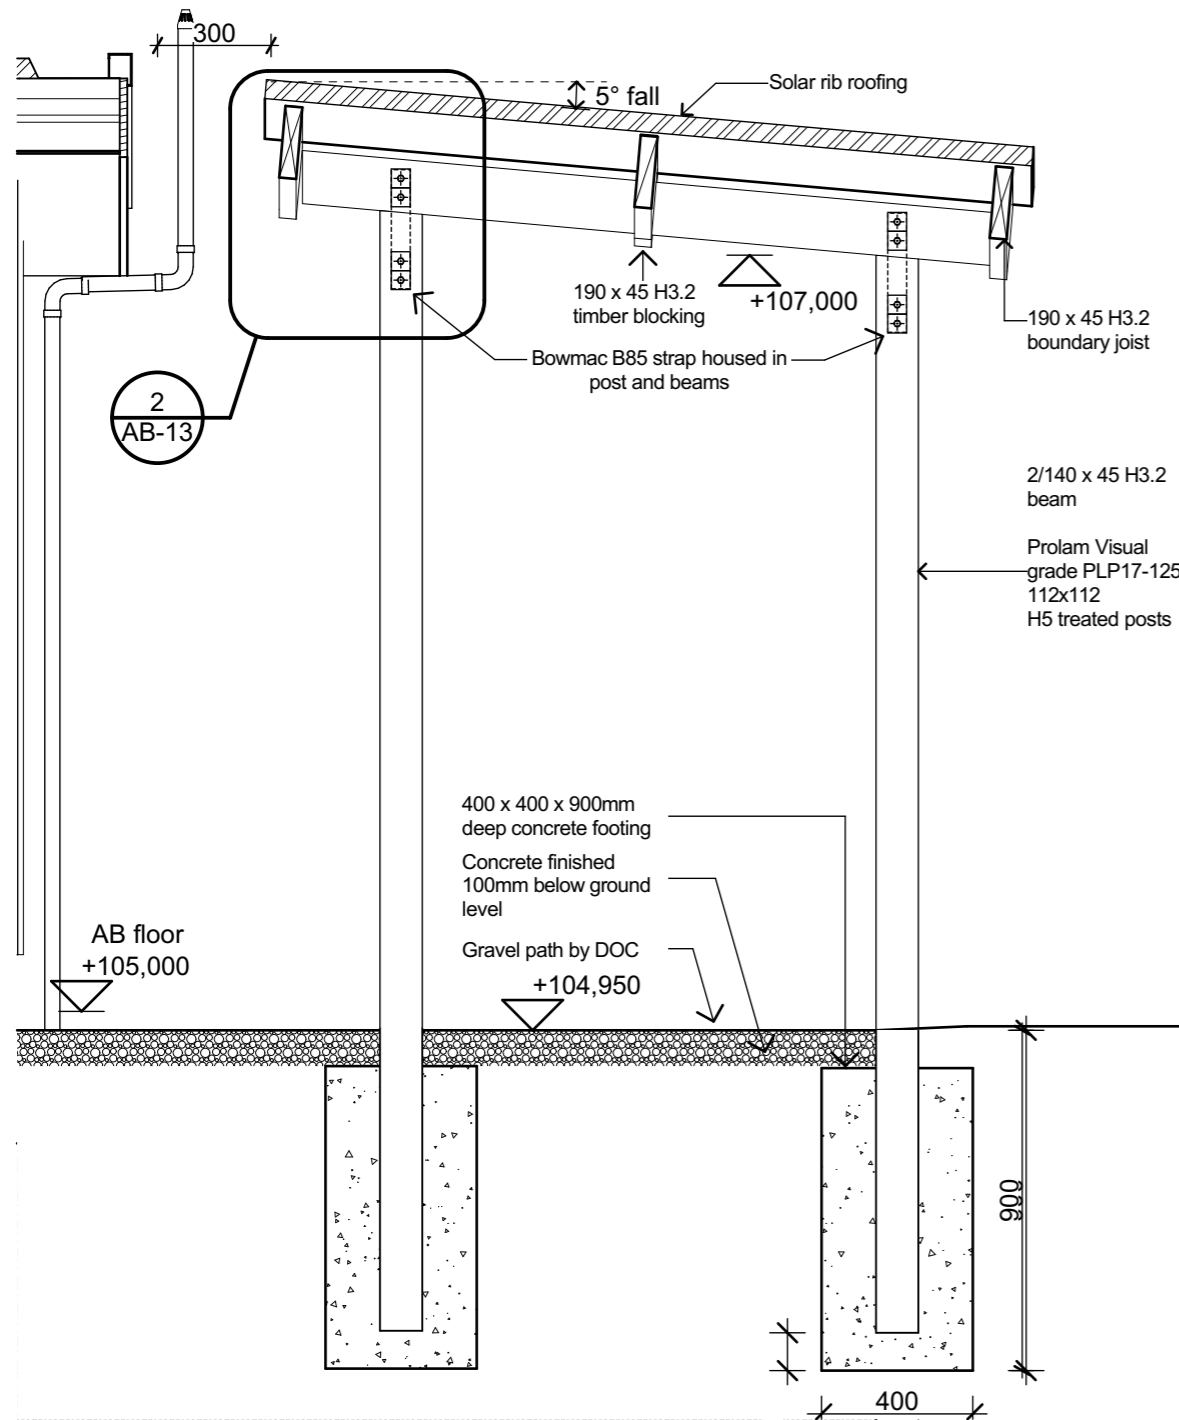 300
5° fall
Solar rib roofing
190 x 45 H3.2
timber blocking
+107,000
190 x 45 H3.2
boundary joist
Bowmac B85 strap housed in
post and beams
2
AB-13
2/140 x 45 H3.2
beam
Prolam Visual
grade PLP17-125
112x112
H5 treated posts
400 x 400 x 900mm
deep concrete footing
Concrete finished
100mm below ground
level
Gravel path by DOC
AB floor
+105,000
+104,950
900
400